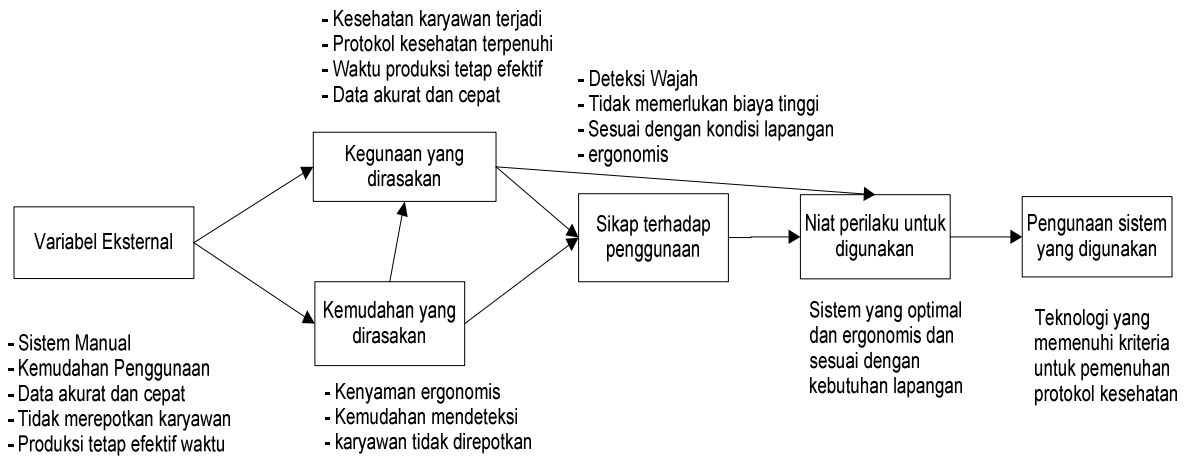 - Kesehatan karyawan terjadi
- Protokol kesehatan terpenuhi
- Waktu produksi tetap efektif
- Data akurat dan cepat
- Deteksi Wajah
- Tidak memerlukan biaya tinggi
- Sesuai dengan kondisi lapangan
- ergonomis
Kegunaan yang
dirasakan
Variabel Eksternal
Sikap terhadap
penggunaan
Niat perilaku untuk
digunakan
Pengunaan sistem
yang digunakan
Kemudahan yang
dirasakan
- Sistem Manual
- Kemudahan Penggunaan
- Data akurat dan cepat
- Tidak merepotkan karyawan
- Produksi tetap efektif waktu
- Kenyaman ergonomis
- Kemudahan mendeteksi
- karyawan tidak direpotkan
Sistem yang optimal
dan ergonomis dan
sesuai dengan
kebutuhan lapangan
Teknologi yang
memenuhi kriteria
untuk pemenuhan
protokol kesehatan